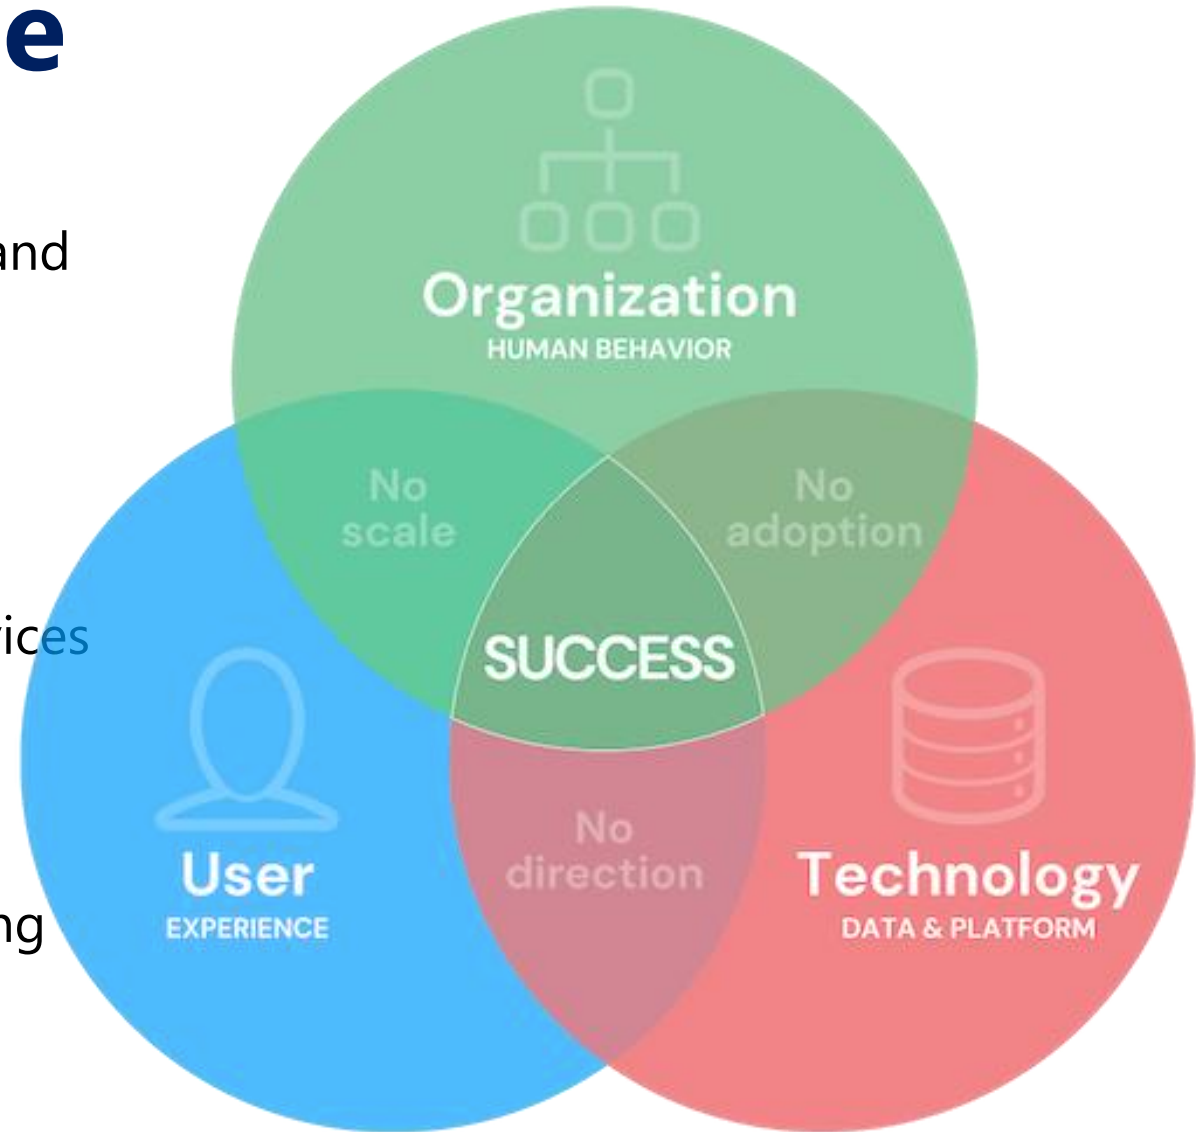 e
and
Organization
HUMAN BEHAVIOR
No
scale
No
adoption
ices
SUCCESS
No
direction
User
EXPERIENCE
Technology
DATA & PLATFORM
ng